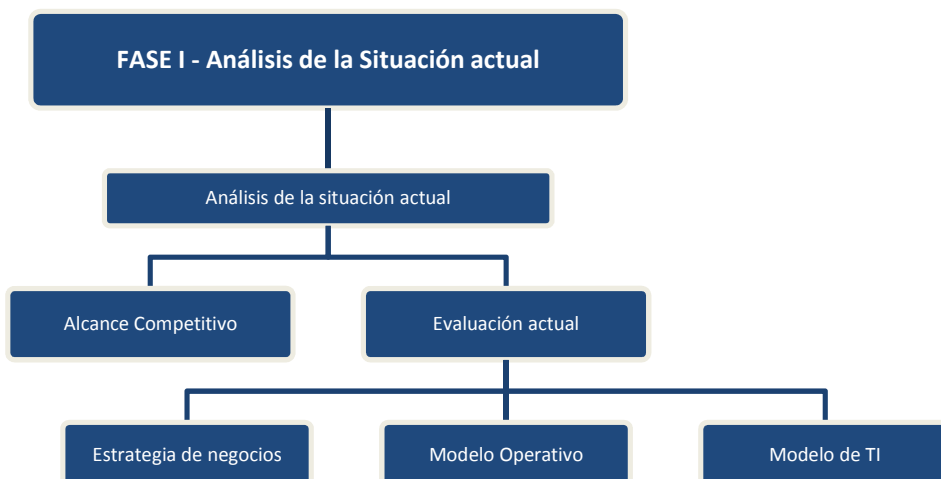 FASE I - Análisis de la Situación actual
Análisis de la situación actual
Alcance Competitivo
Evaluación actual
Estrategia de negocios
Modelo Operativo
Modelo de TI